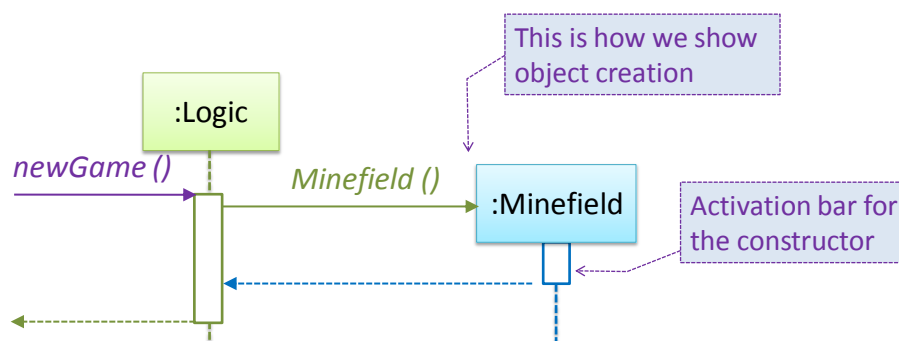 This is how we show
object creation
:Logic
newGame ()
Minefield ()
:Minefield
Activation bar for
the constructor